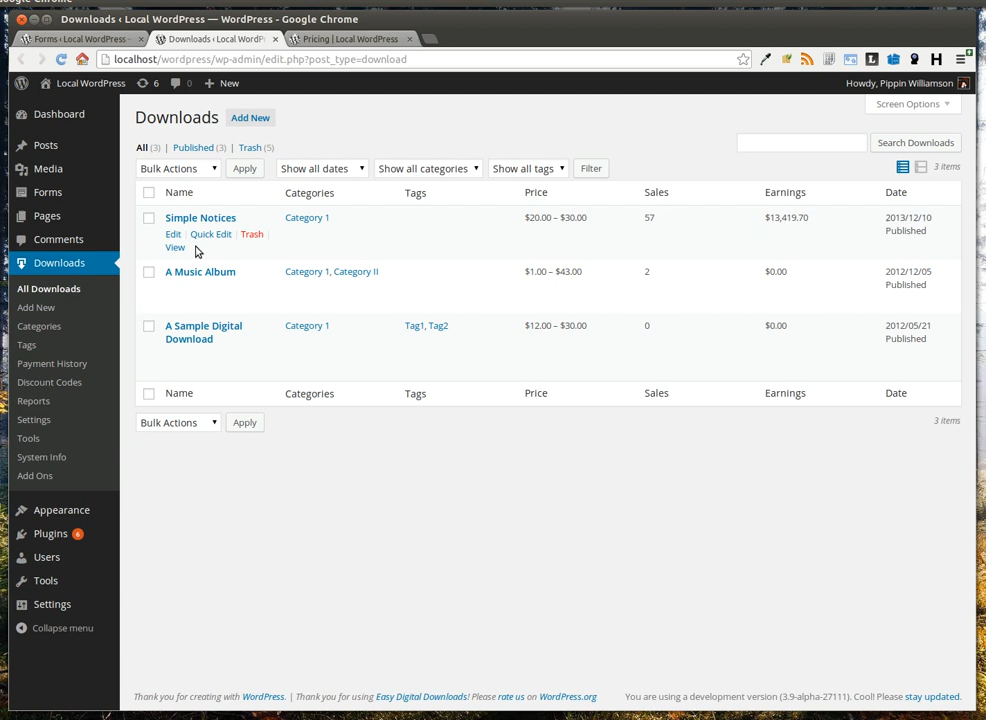 Google Chrome
Downloads ‹ Local WordPress — WordPress - Google Chrome
Forms ‹ Local WordPress - × Downloads ‹ Local WordP × Pricing | Local WordPress ×
localhost/wordpress/wp-admin/edit.php?post_type=download
Local WordPress 6 0 + New Howdy, Pippin Williamson
Screen Options
Dashboard
Posts
Media
Forms
Pages
Comments
Downloads
All Downloads
Add New
Categories
Tags
Payment History
Discount Codes
Reports
Settings
Tools
System Info
Add Ons
Appearance
Plugins 6
Users
Tools
Settings
Collapse menu
Downloads Add New
All (3) | Published (3) | Trash (5)
Search Downloads
Bulk Actions Apply Show all dates Show all categories Show all tags Filter 3 items
Name Categories Tags Price Sales Earnings Date
Simple Notices Category 1 $20.00 – $30.00 57 $13,419.70 2013/12/10
Published
Edit | Quick Edit | Trash |
View
A Music Album Category 1, Category II $1.00 – $43.00 2 $0.00 2012/12/05
Published
A Sample Digital Category 1 Tag1, Tag2 $12.00 – $30.00 0 $0.00 2012/05/21
Download Published
Name Categories Tags Price Sales Earnings Date
Bulk Actions Apply 3 items
Thank you for creating with WordPress. | Thank you for using Easy Digital Downloads! Please rate us on WordPress.org You are using a development version (3.9-alpha-27111). Cool! Please stay updated.